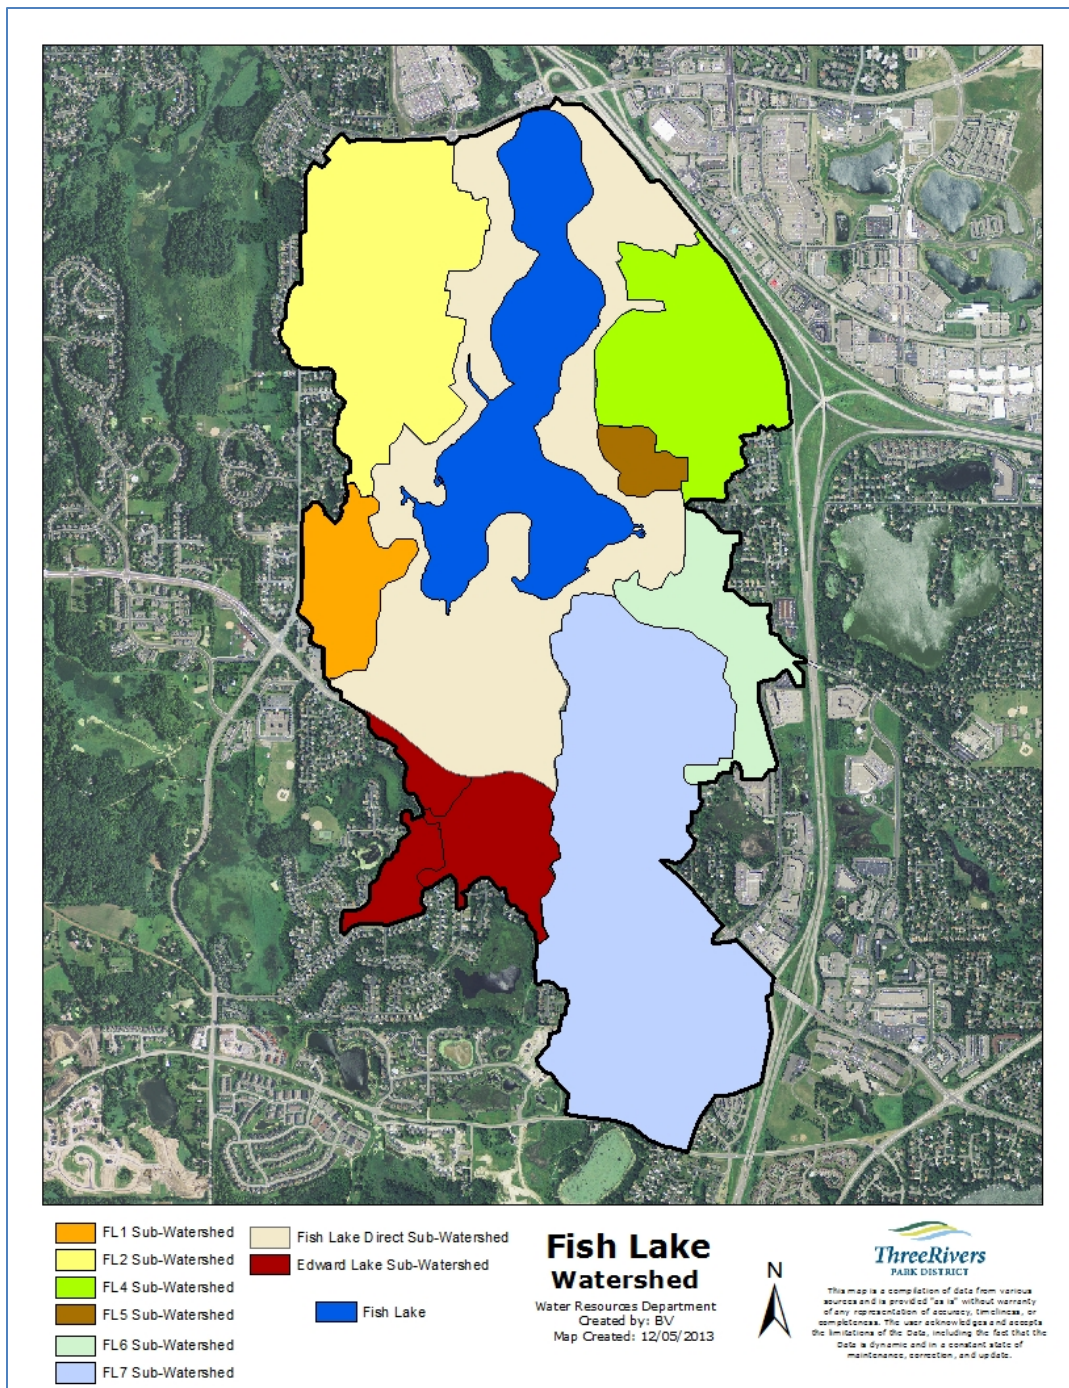 FL1 Sub-Watershed
FL2 Sub-Watershed
FL4 Sub-Watershed
FL5 Sub-Watershed
FL6 Sub-Watershed
FL7 Sub-Watershed
Fish Lake Direct Sub-Watershed
Edward Lake Sub-Watershed
Fish Lake
Fish Lake
Watershed
Water Resources Department
Created by: BV
Map Created: 12/05/2013
N
ThreeRivers
PARK DISTRICT
This map is a compilation of data from various
sources and is provided "as is" without warranty
of any representation of accuracy, timeliness, or
completeness. The user acknowledges and accepts
the limitations of the Data, including the fact that the
Data is dynamic and in a constant state of
maintenance, correction, and update.